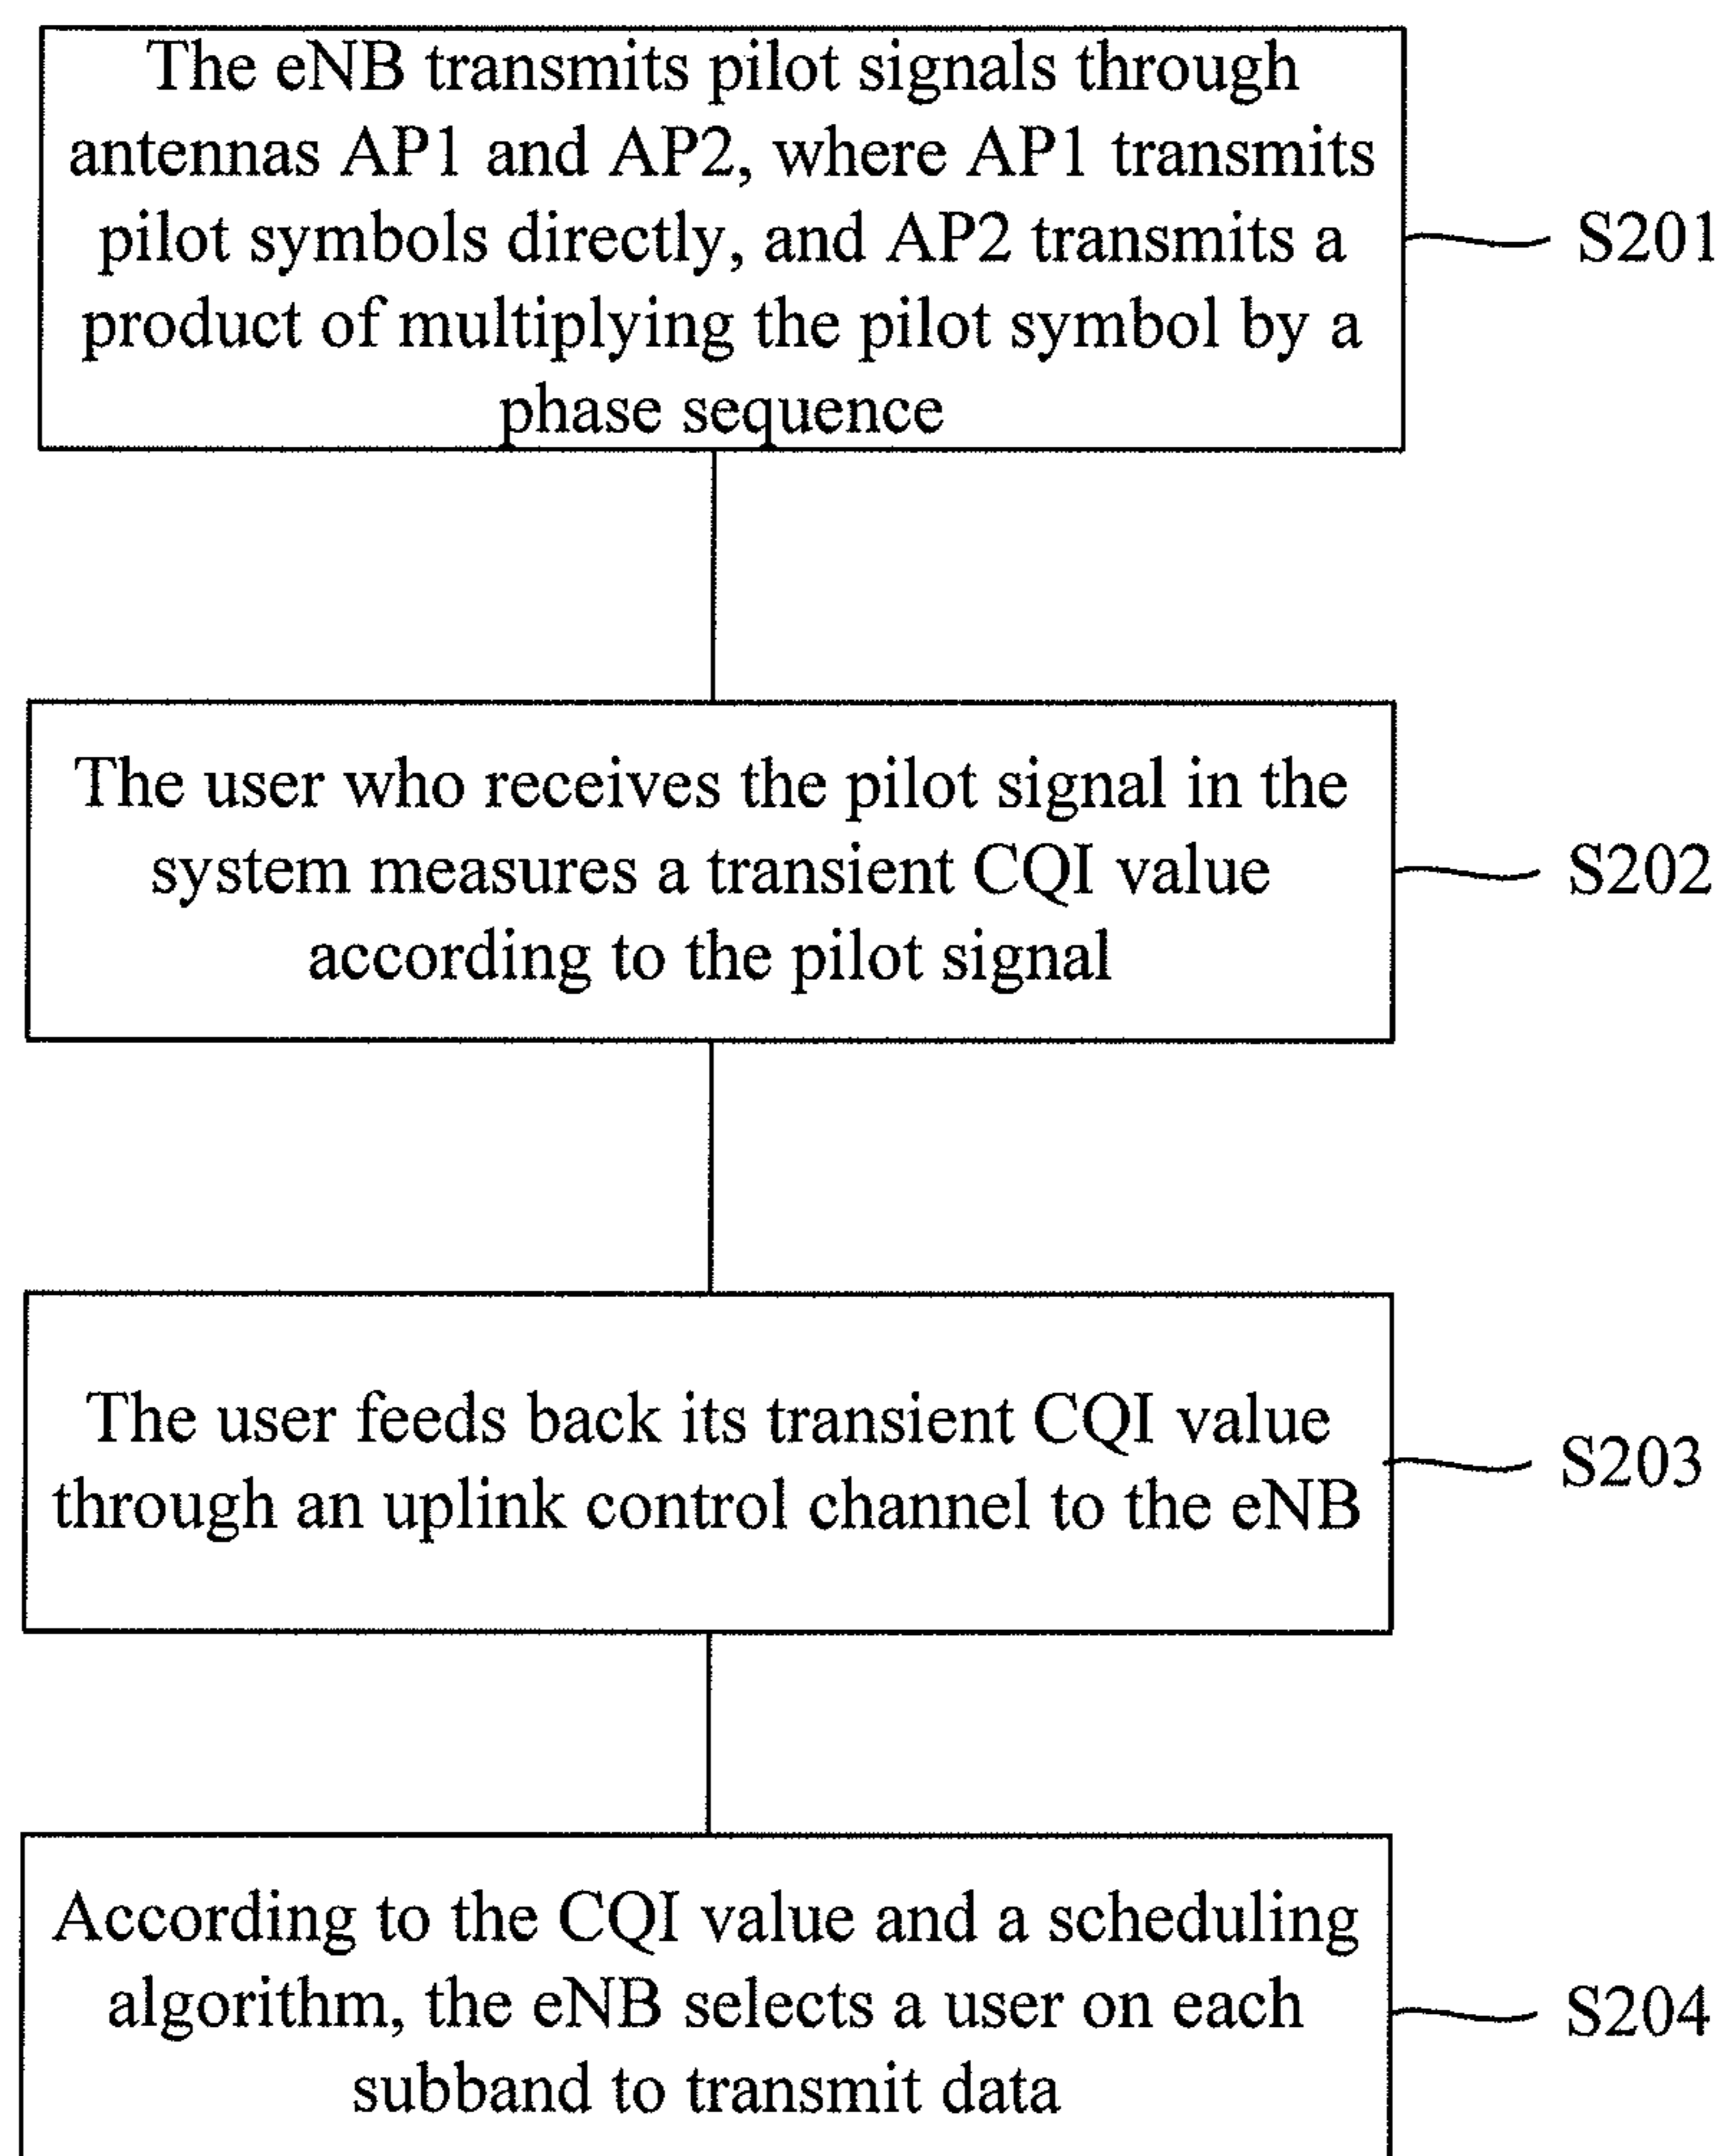 The eNB transmits pilot signals through
antennas AP1 and AP2, where AP1 transmits
pilot symbols directly, and AP2 transmits a
product of multiplying the pilot symbol by a
phase sequence
S201
The user who receives the pilot signal in the
system measures a transient CQI value
according to the pilot signal
S202
The user feeds back its transient CQI value
through an uplink control channel to the eNB
S203
According to the CQI value and a scheduling
algorithm, the eNB selects a user on each
subband to transmit data
S204